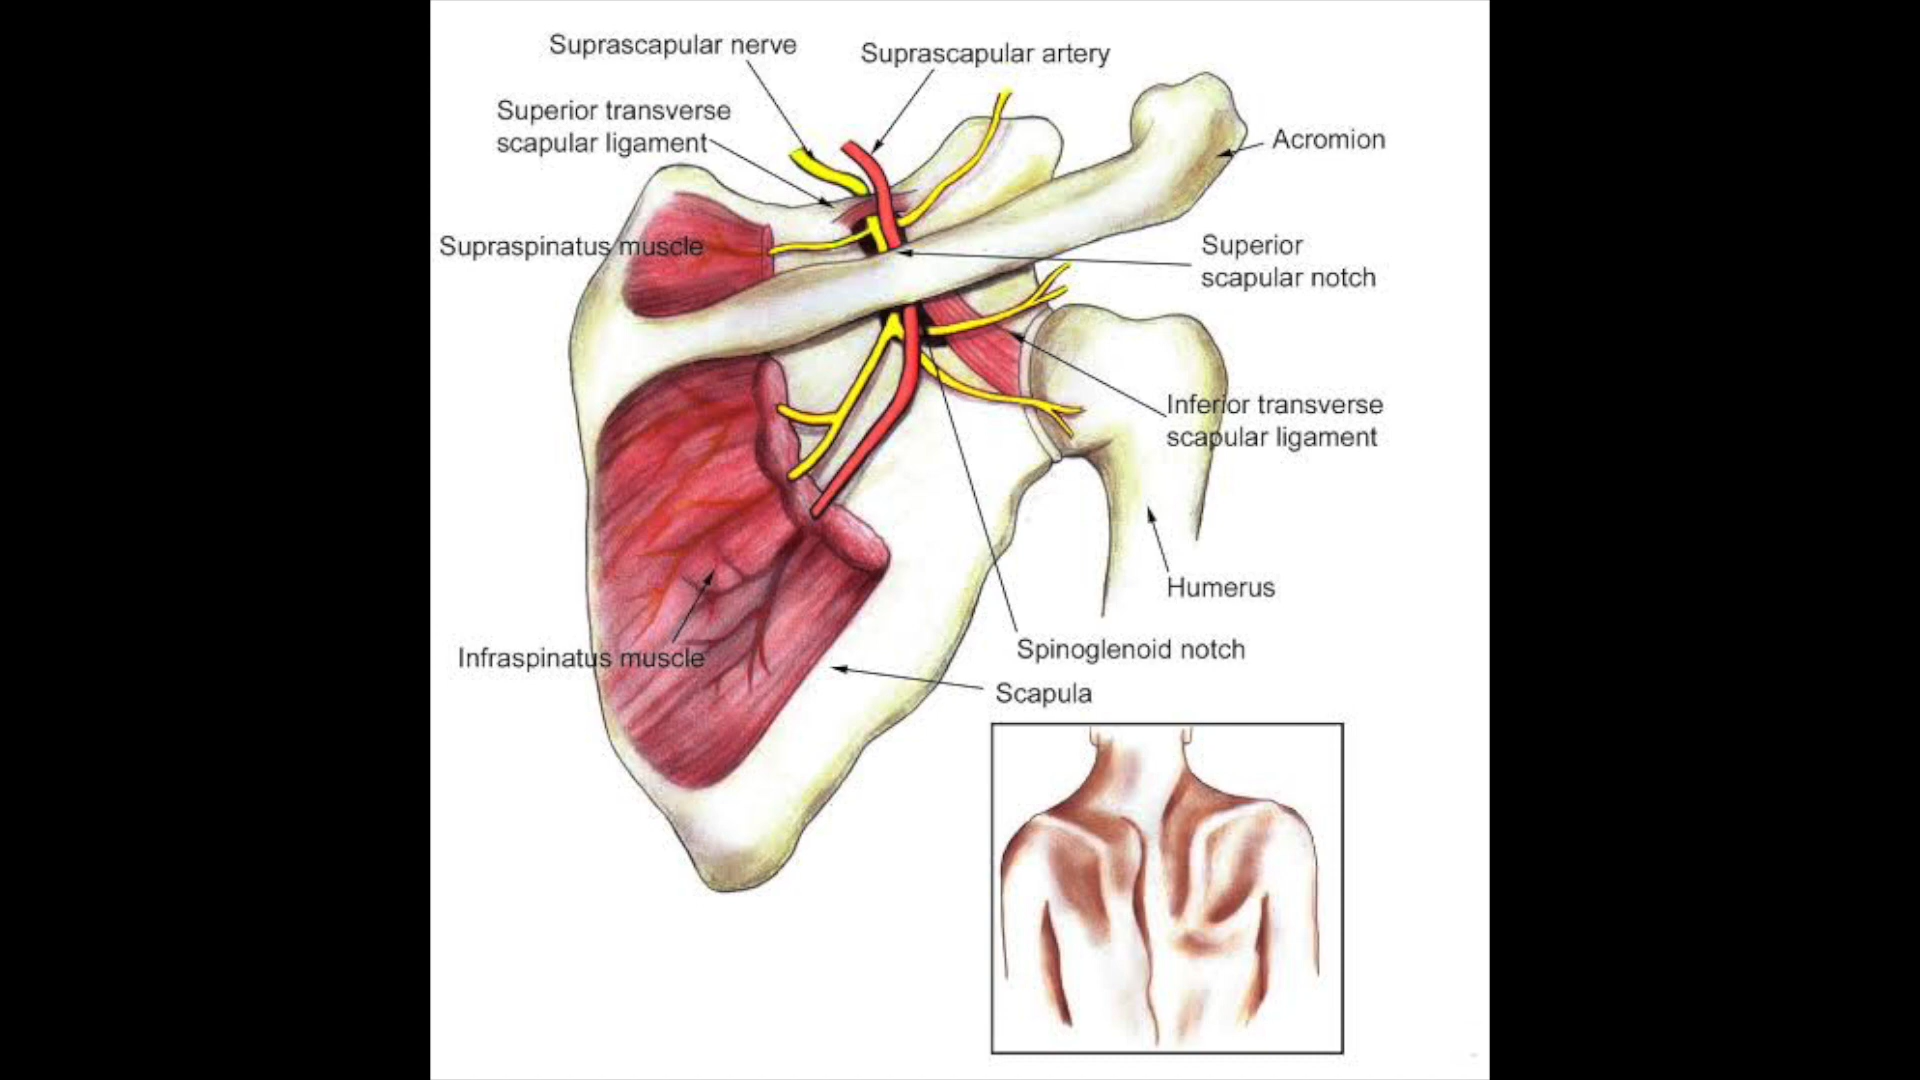 Suprascapular nerve
Suprascapular artery
Superior transverse
scapular ligament
Acromion
Supraspinatus muscle
Superior
scapular notch
Inferior transverse
scapular ligament
Humerus
Spinoglenoid notch
Infraspinatus muscle
Scapula